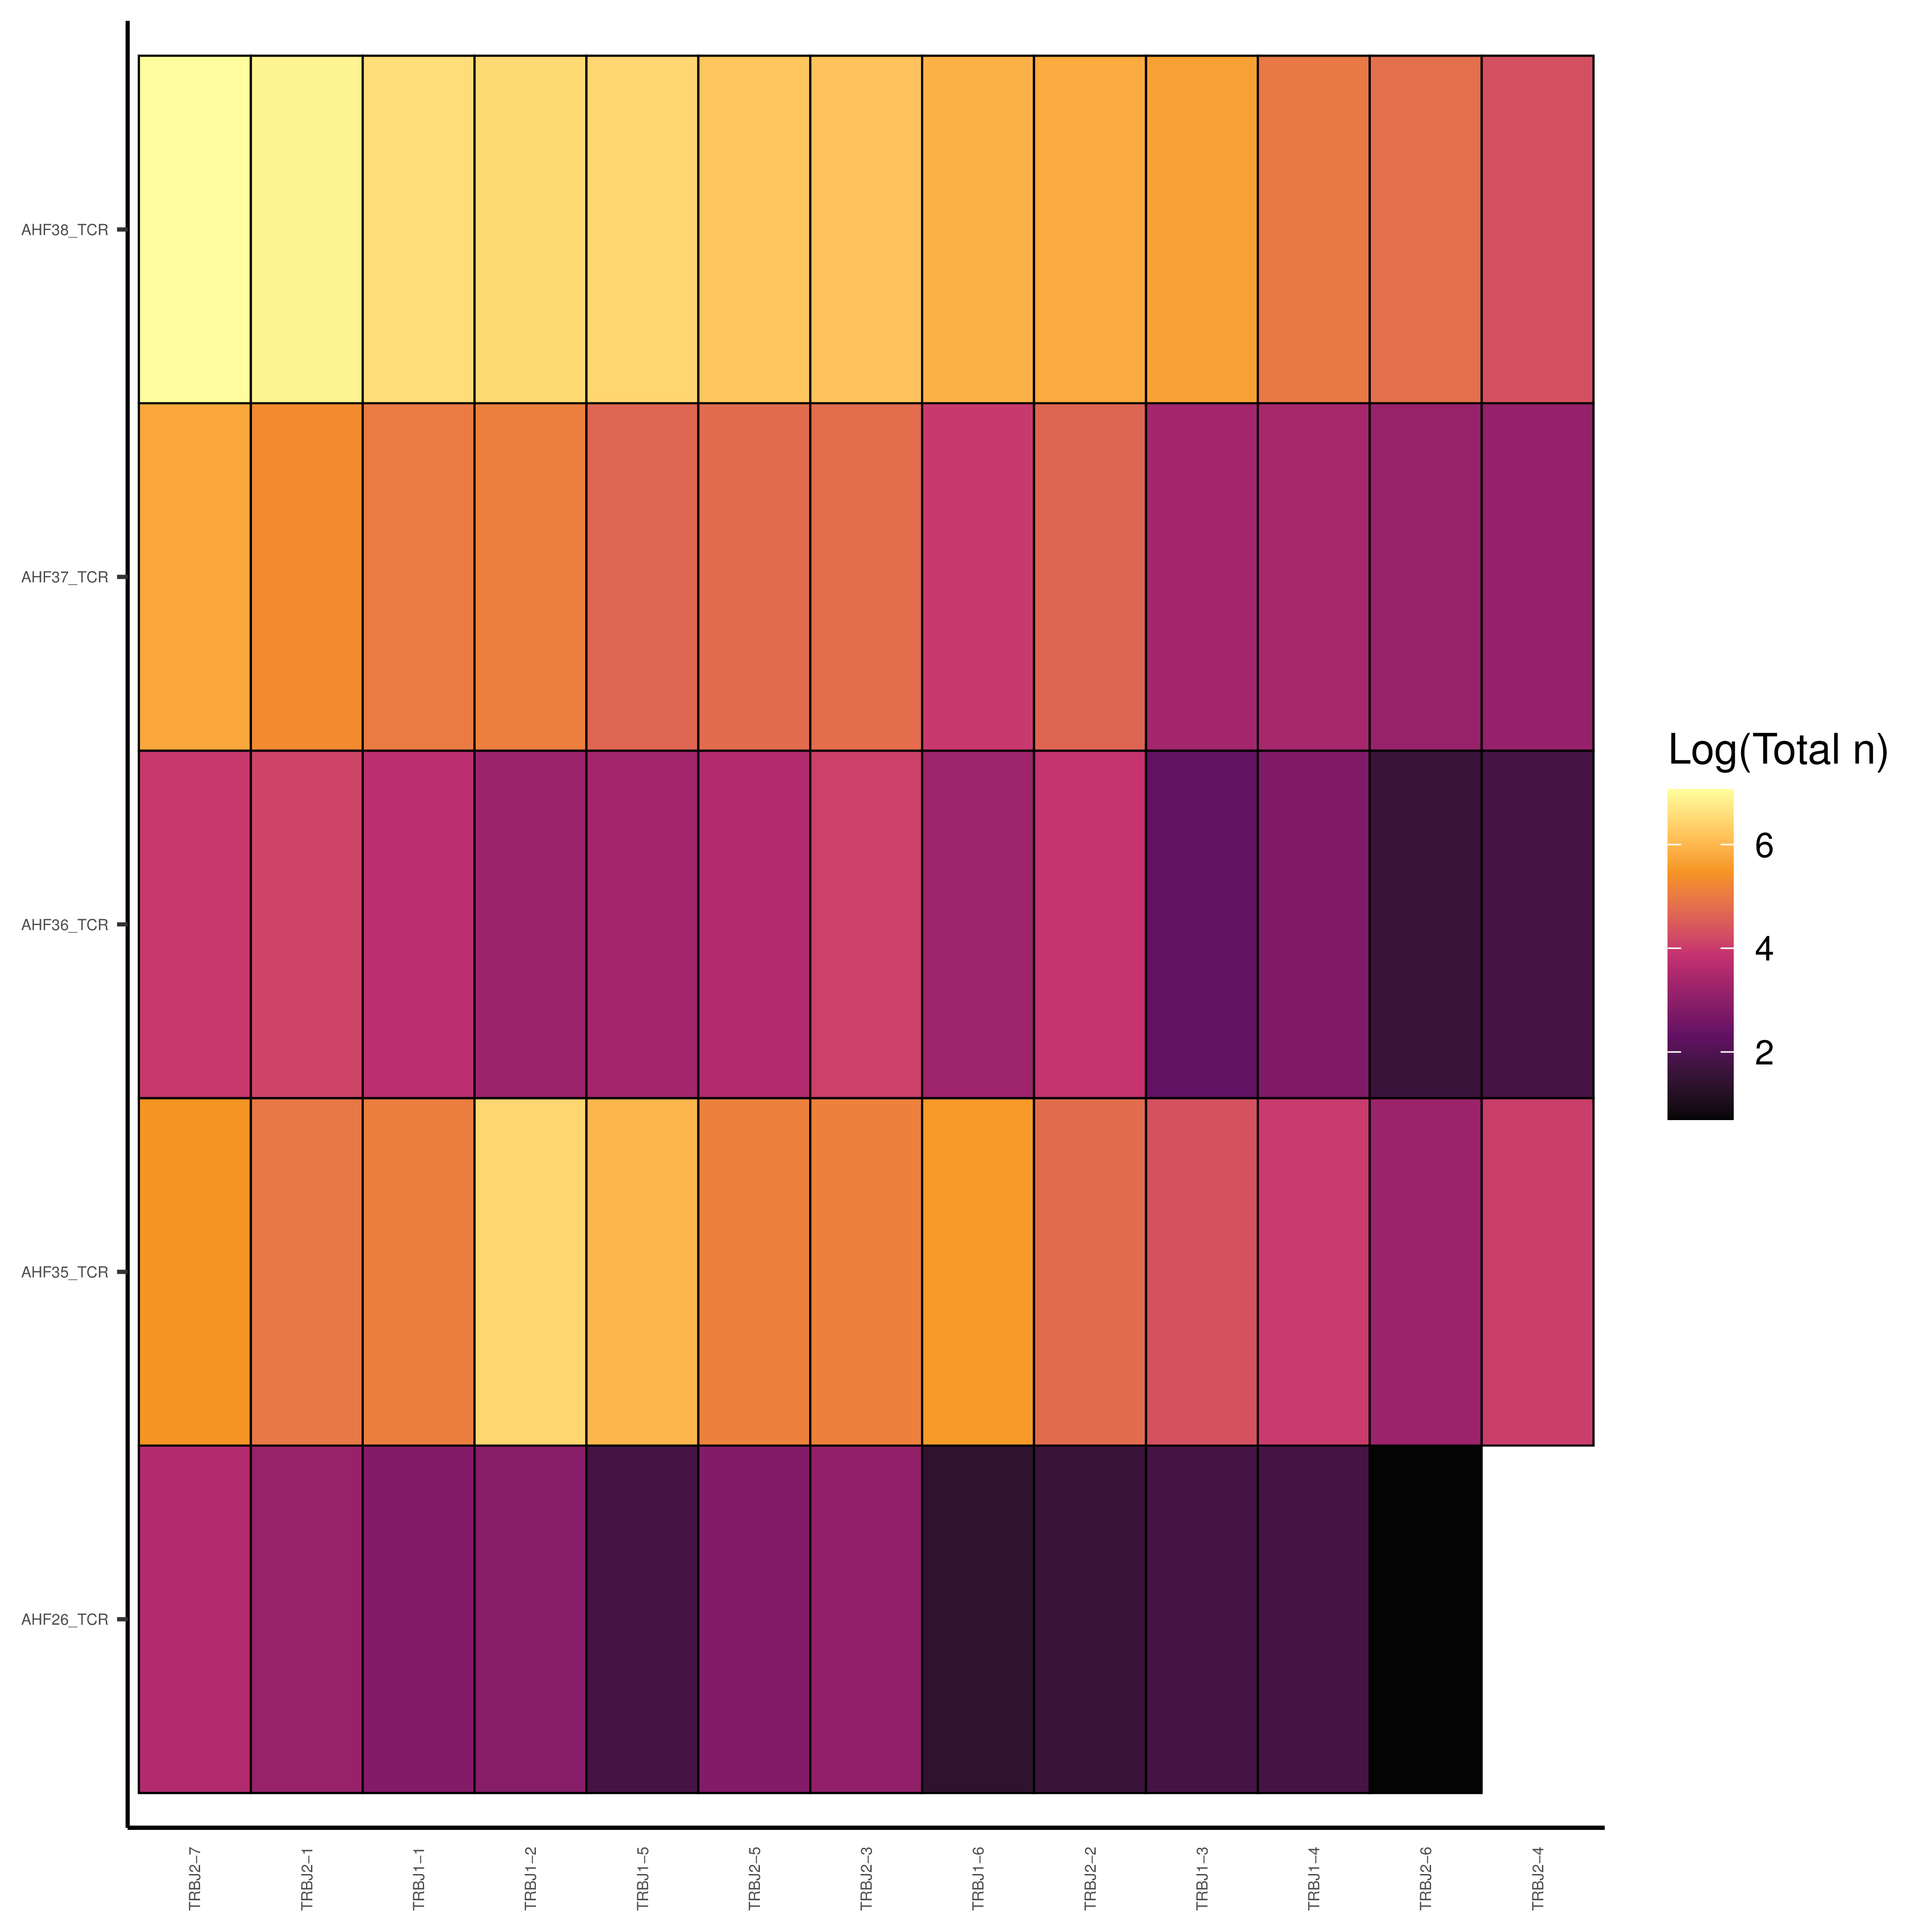 AHF38_TCR
AHF37_TCR
AHF36_TCR
AHF35_TCR
AHF26_TCR
TRBJ2−7
TRBJ2−1
TRBJ1−1
TRBJ1−2
TRBJ1−5
TRBJ2−5
TRBJ2−3
TRBJ1−6
TRBJ2−2
TRBJ1−3
TRBJ1−4
TRBJ2−6
TRBJ2−4
Log(Total n)
6
4
2